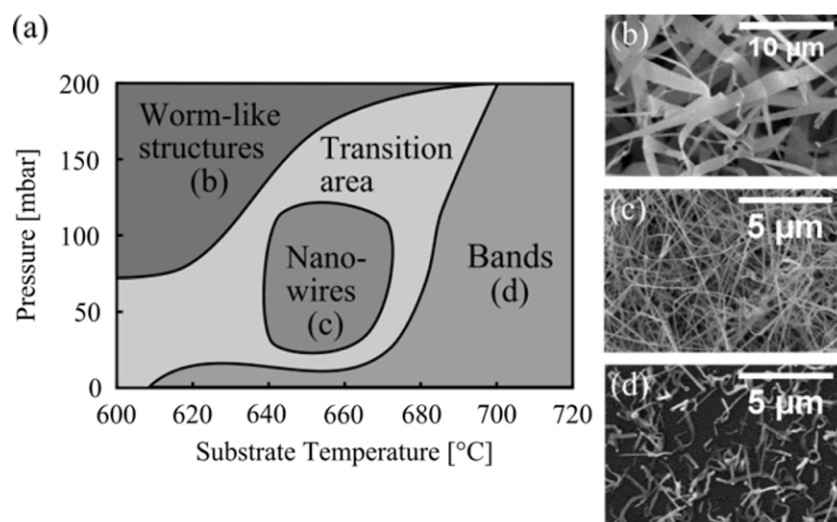 (a)
200
150
100
50
0
Pressure [mbar]
Worm-like
structures
(b)
Transition
area
Nano-
wires
(c)
Bands
(d)
600 620 640 660 680 700 720
Substrate Temperature [°C]
(b)
10 µm
(c)
5 µm
(d)
5 µm